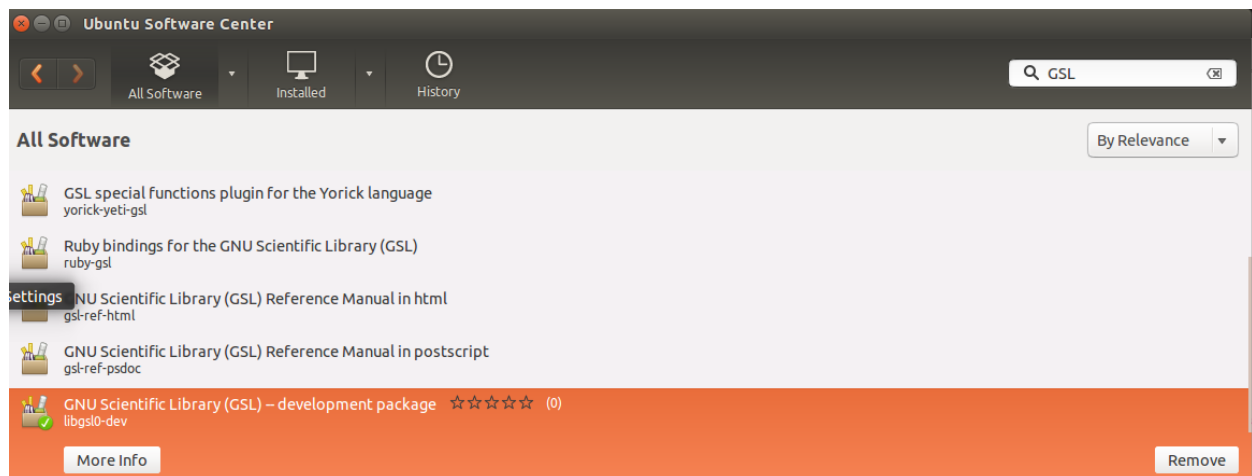 Ubuntu Software Center
All Software
Installed
History
GSL
All Software
By Relevance
GSL special functions plugin for the Yorick language
yorick-yeti-gsl
Ruby bindings for the GNU Scientific Library (GSL)
ruby-gsl
Settings
NU Scientific Library (GSL) Reference Manual in html
gsl-ref-html
GNU Scientific Library (GSL) Reference Manual in postscript
gsl-ref-psdoc
GNU Scientific Library (GSL) – development package (0)
libgsl0-dev
More Info
Remove